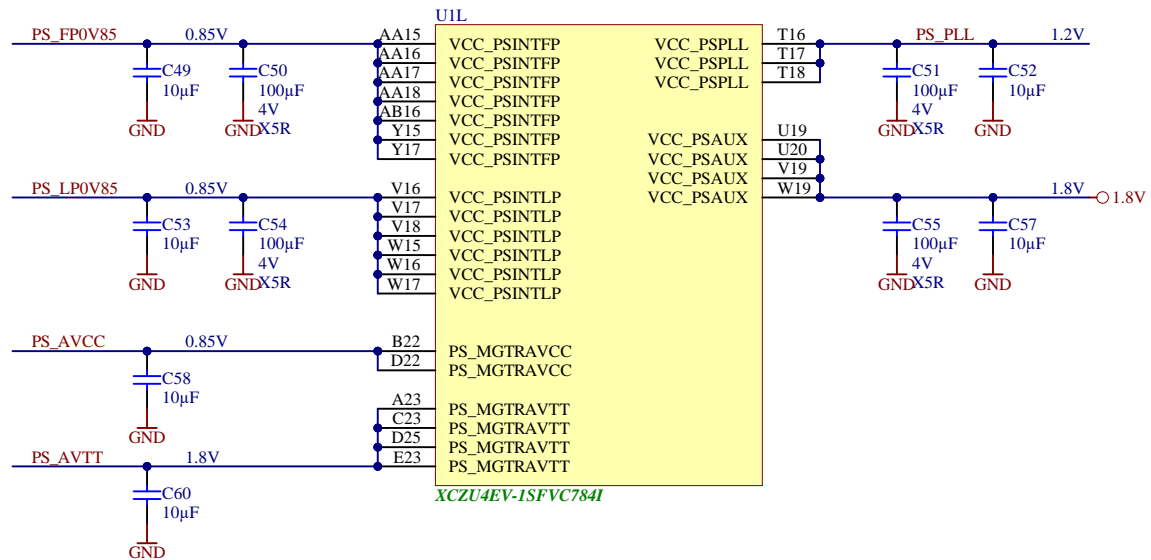 U1L
PS_FP0V85 0.85V AA15 VCC_PSINTFP VCC_PSPLL T16 PS_PLL 1.2V
AA16 VCC_PSINTFP VCC_PSPLL T17
C49 C50 AA17 VCC_PSINTFP VCC_PSPLL T18 C51 C52
10µF 100µF AA18 VCC_PSINTFP 100µF 10µF
4V AB16 VCC_PSINTFP 4V
GND GND X5R Y15 VCC_PSINTFP VCC_PSAUX U19 GND X5R GND
Y17 VCC_PSINTFP VCC_PSAUX U20
VCC_PSAUX V19
PS_LP0V85 0.85V V16 VCC_PSINTLP VCC_PSAUX W19 1.8V 1.8V
V17 VCC_PSINTLP
C53 C54 V18 VCC_PSINTLP C55 C57
10µF 100µF W15 VCC_PSINTLP 100µF 10µF
4V W16 VCC_PSINTLP 4V
GND GND X5R W17 VCC_PSINTLP GND X5R GND
PS_AVCC 0.85V B22 PS_MGTRAVCC
D22 PS_MGTRAVCC
C58
10µF A23 PS_MGTRAVTT
C23 PS_MGTRAVTT
GND D25 PS_MGTRAVTT
PS_AVTT 1.8V E23 PS_MGTRAVTT
C60 XCZU4EV-1SFVC784I
10µF
GND